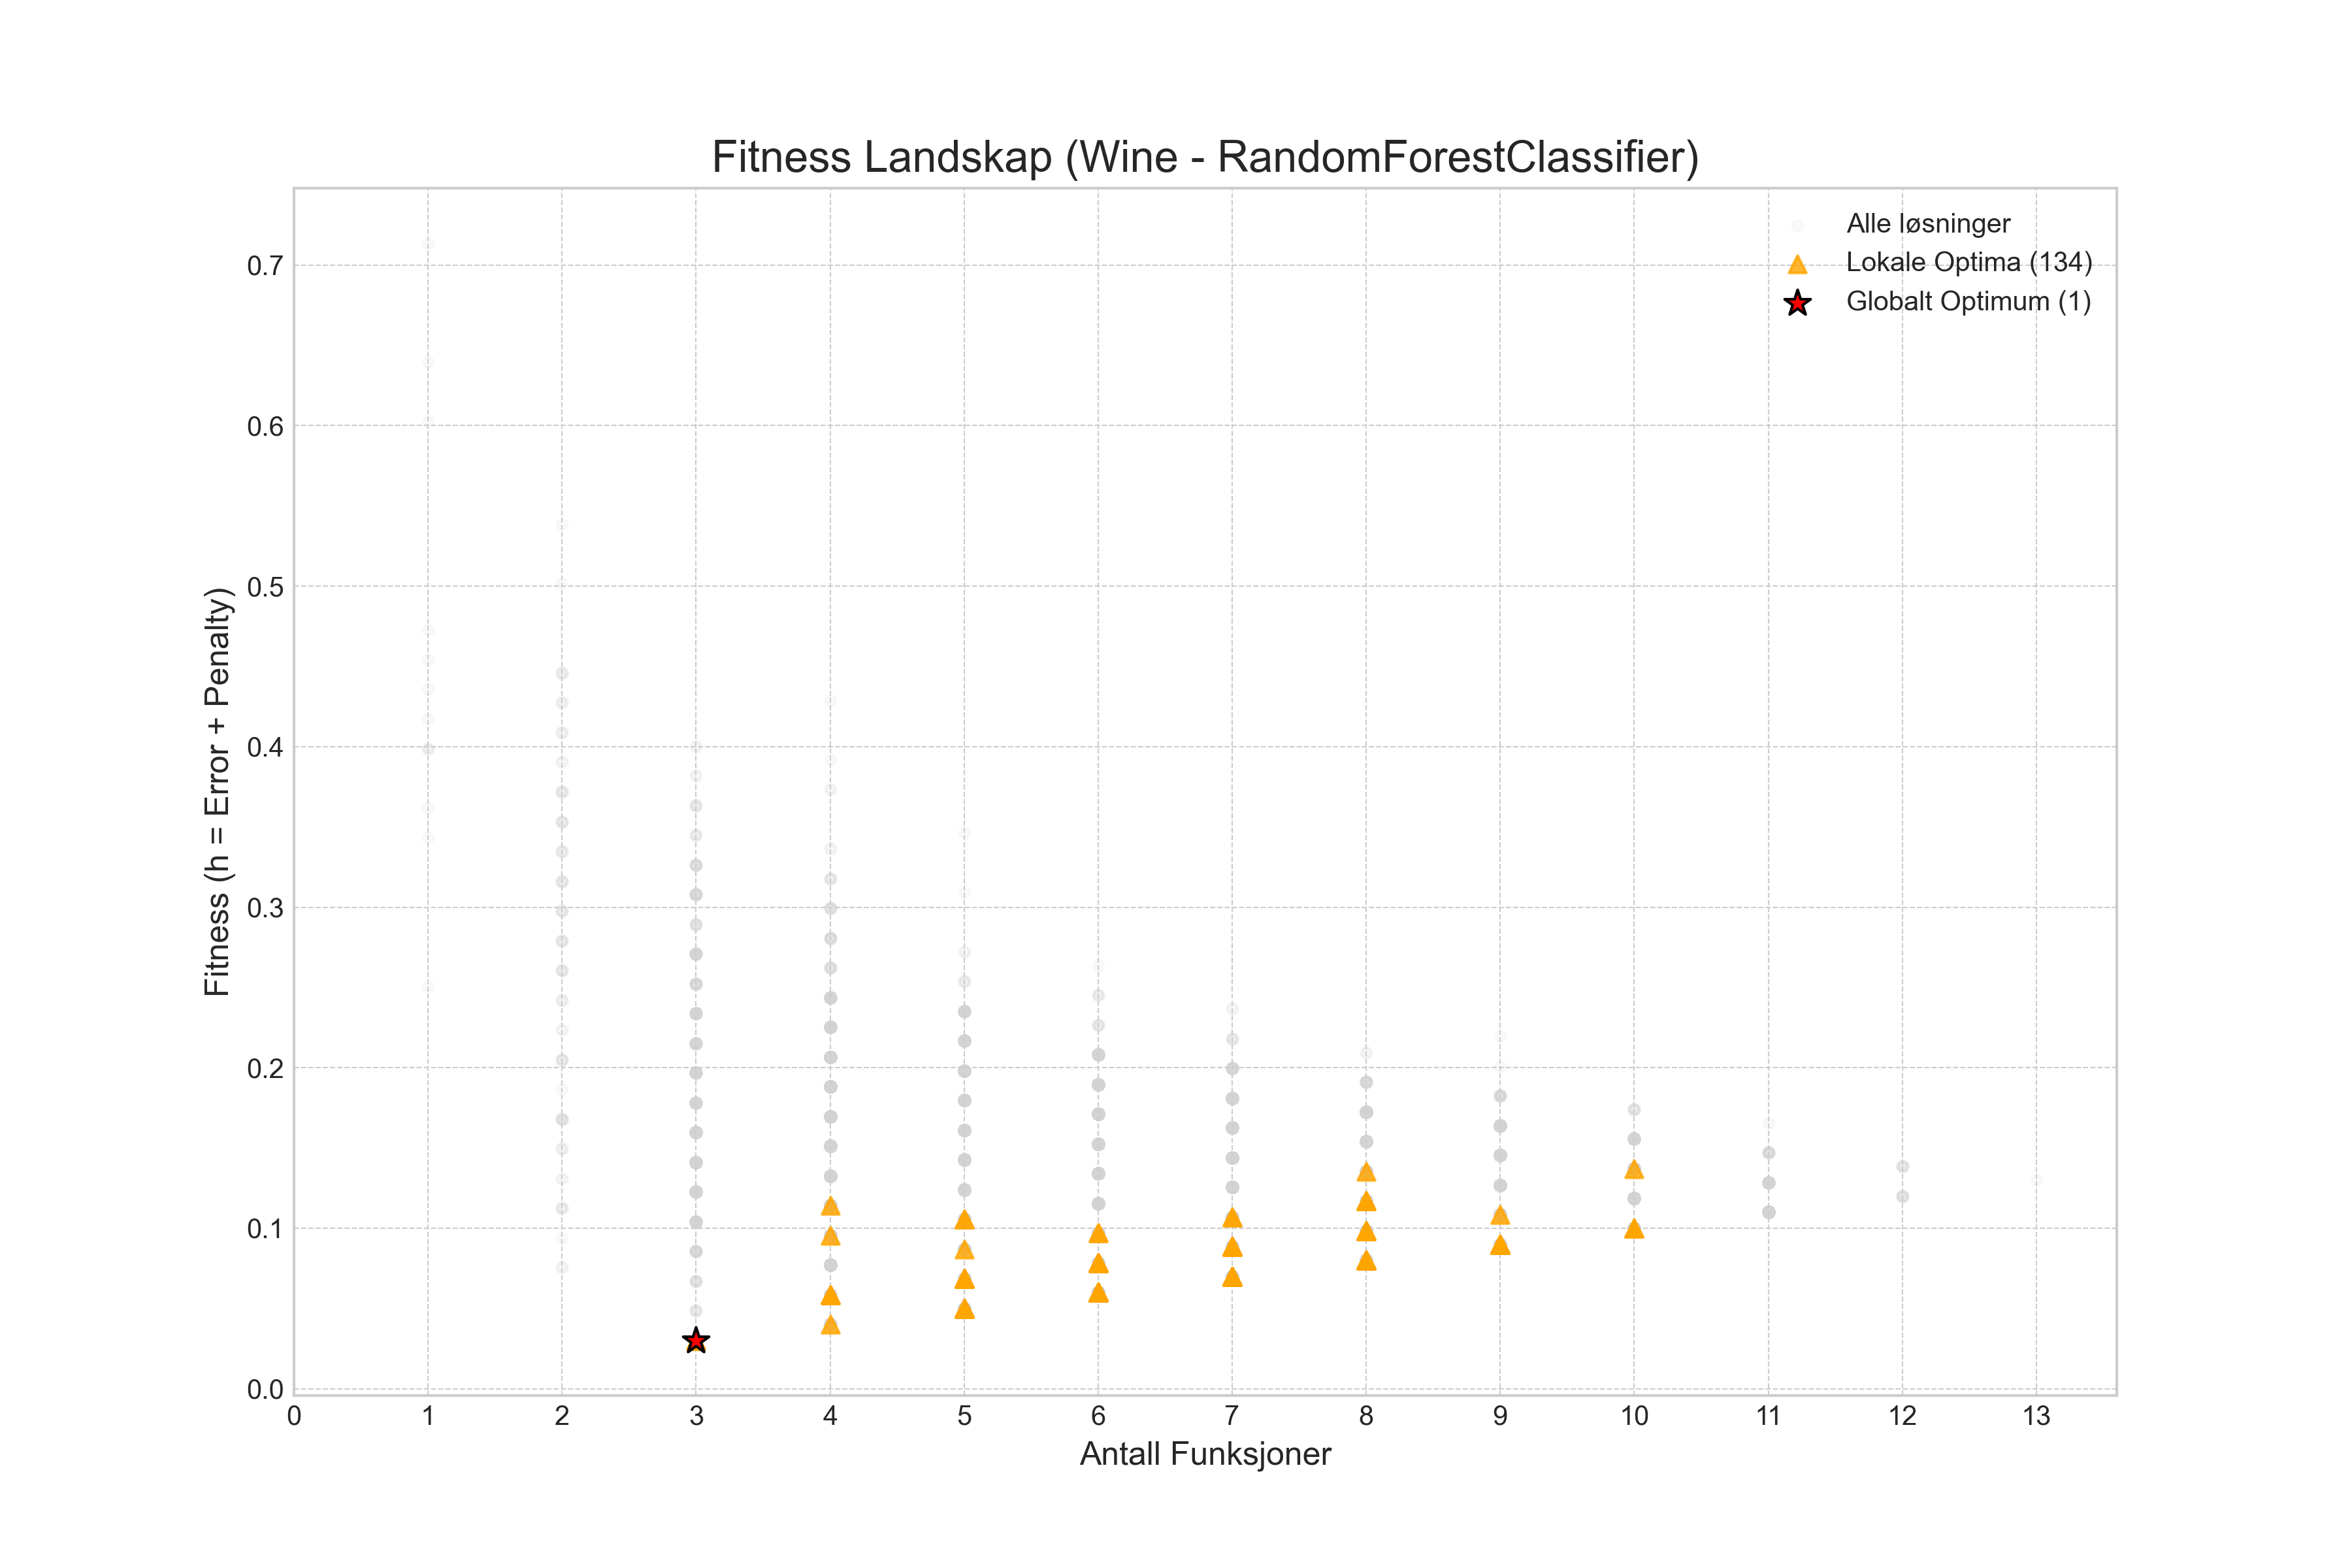 Fitness Landskap (Wine - RandomForestClassifier)
Alle løsninger
Lokale Optima (134)
Globalt Optimum (1)
Fitness (h = Error + Penalty)
0.7
0.6
0.5
0.4
0.3
0.2
0.1
0.0
0 1 2 3 4 5 6 7 8 9 10 11 12 13
Antall Funksjoner